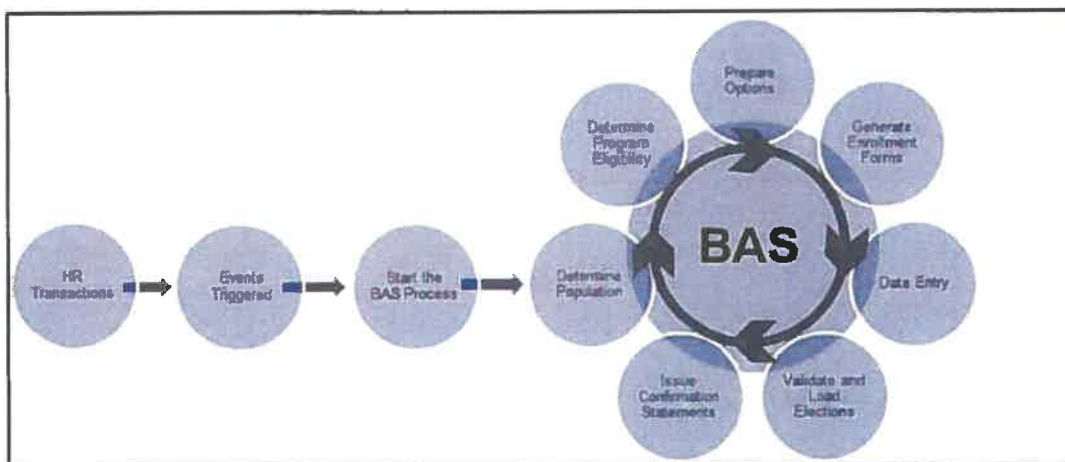 HR
Transactions
Events
Triggered
Start the
BAS Process
Determine
Population
Determine
Program
Eligibility
Prepare
Options
Generate
Enrollment
Forms
Data Entry
Validate and
Load
Elections
Issue
Confirmation
Statements
BAS